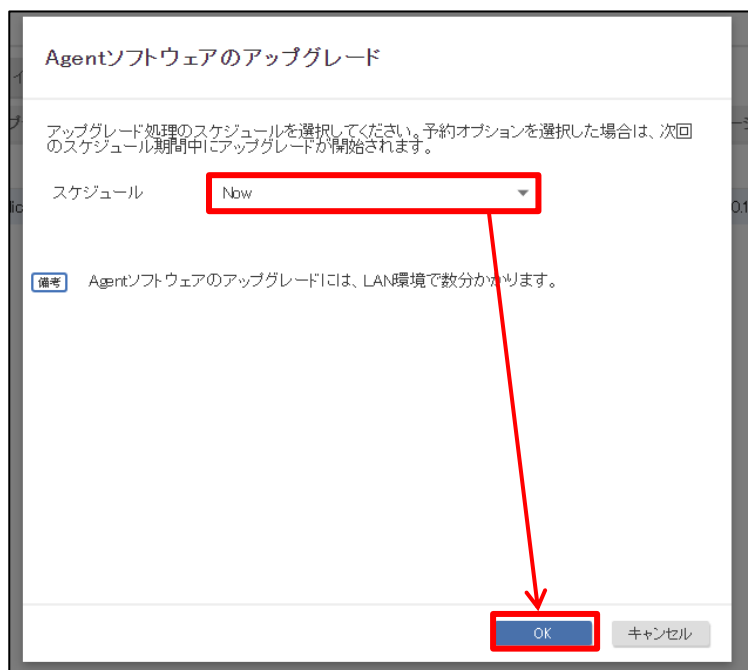 Agentソフトウェアのアップグレード
アップグレード処理のスケジュールを選択してください。予約オプションを選択した場合は、次回
のスケジュール期間中にアップグレードが開始されます。
スケジュール
Now
備考
Agentソフトウェアのアップグレードには、LAN環境で数分かかります。
OK
キャンセル